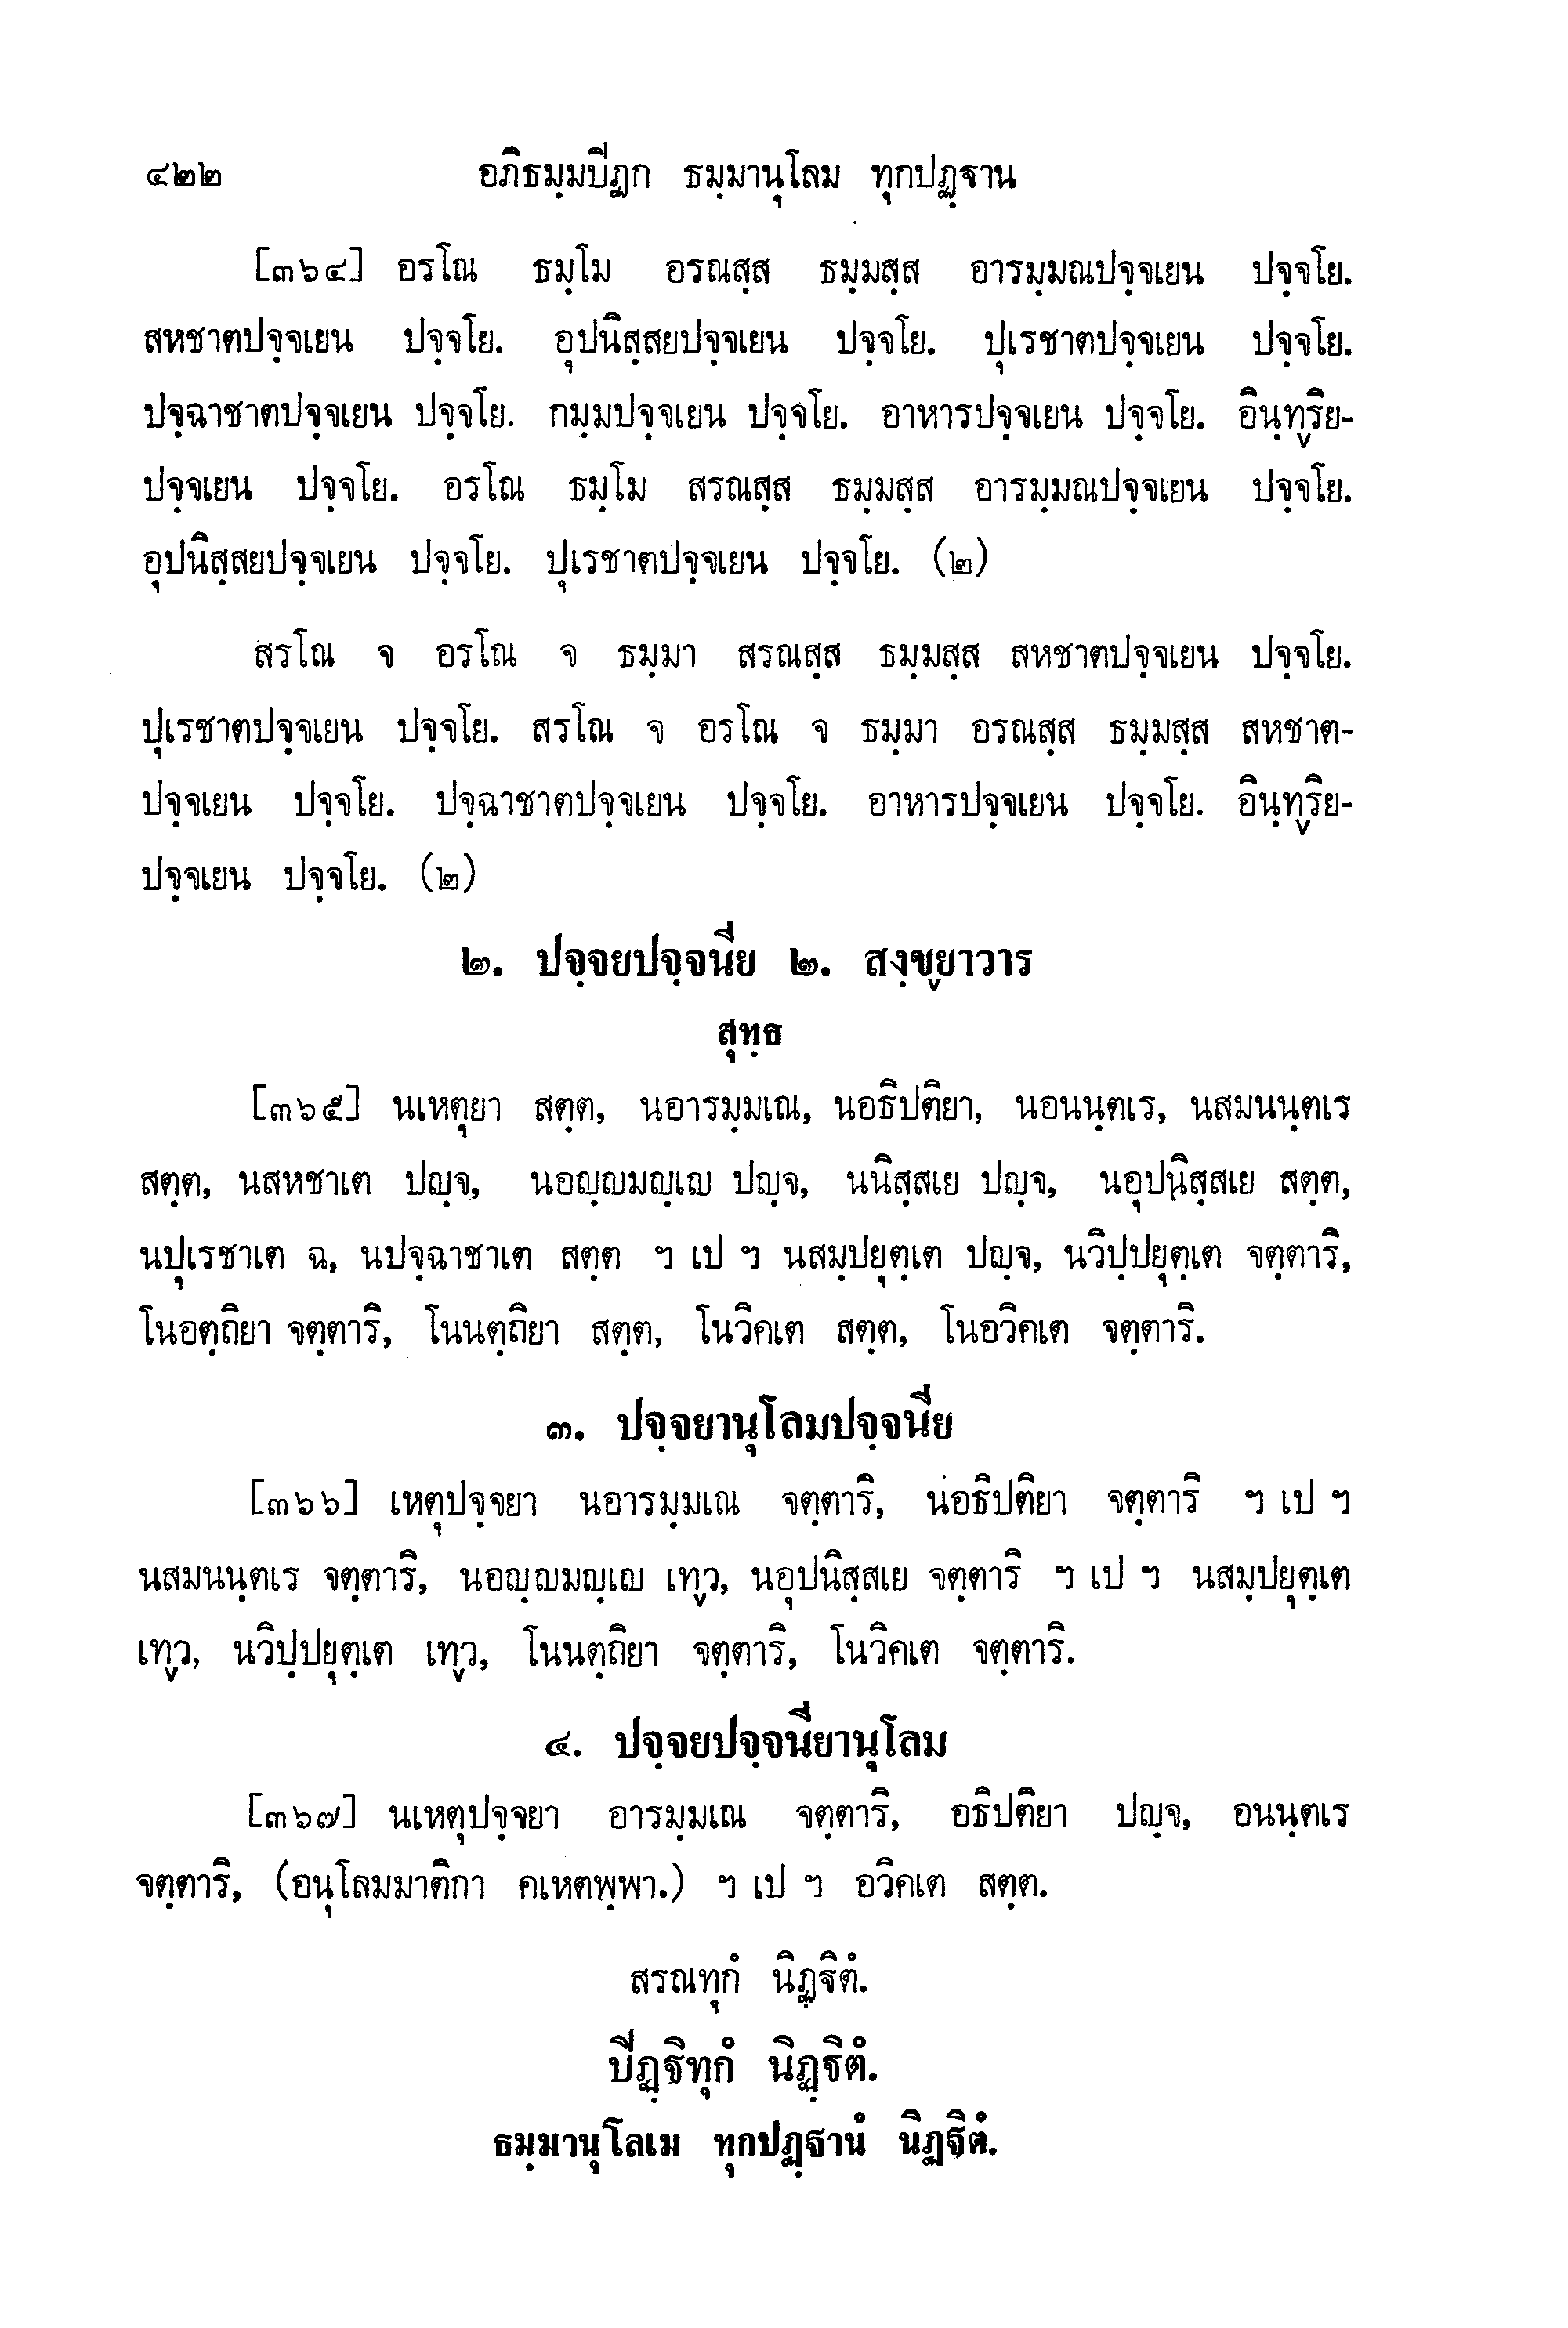 ๔๒๒ อภิธมฺมปีฏก ธมฺมานุโลม ทุกปฏฺฐาน
[๓๖๔] อรโณ ธมฺโม อรณสฺส ธมฺมสฺส อารมฺมณปจฺจเยน ปจฺจโย.
สหชาตปจฺจเยน ปจฺจโย. อุปนิสฺสยปจฺจเยน ปจฺจโย. ปุเรชาตปจฺจเยน ปจฺจโย.
ปจฺฉาชาตปจฺจเยน ปจฺจโย. กมฺมปจฺจเยน ปจฺจโย. อาหารปจฺจเยน ปจฺจโย. อินฺทฺริย-
ปจฺจเยน ปจฺจโย. อรโณ ธมฺโม สรณสฺส ธมฺมสฺส อารมฺมณปจฺจเยน ปจฺจโย.
อุปนิสฺสยปจฺจเยน ปจฺจโย. ปุเรชาตปจฺจเยน ปจฺจโย. (๒)
สรโณ จ อรโณ จ ธมฺมา สรณสฺส ธมฺมสฺส สหชาตปจฺจเยน ปจฺจโย.
ปุเรชาตปจฺจเยน ปจฺจโย. สรโณ จ อรโณ จ ธมฺมา อรณสฺส ธมฺมสฺส สหชาต-
ปจฺจเยน ปจฺจโย. ปจฺฉาชาตปจฺจเยน ปจฺจโย. อาหารปจฺจเยน ปจฺจโย. อินฺทฺริย-
ปจฺจเยน ปจฺจโย. (๒)
๒. ปจฺจยปจฺจนีย ๒. สงฺขฺยาวาร
สุทฺธ
[๓๖๕] นเหตุยา สตฺต, นอารมฺมเณ, นอธิปติยา, นอนนฺตเร, นสมนนฺตเร
สตฺต, นสหชาเต ปญฺจ, นอญฺญมญฺเญ ปญฺจ, นนิสฺสเย ปญฺจ, นอุปนิสฺสเย สตฺต,
นปุเรชาเต ฉ, นปจฺฉาชาเต สตฺต ฯ เป ฯ นสมฺปยุตฺเต ปญฺจ, นวิปฺปยุตฺเต จตฺตาริ,
โนอตฺถิยา จตฺตาริ, โนนตฺถิยา สตฺต, โนวิคเต สตฺต, โนอวิคเต จตฺตาริ.
๓. ปจฺจยานุโลมปจฺจนีย
[๓๖๖] เหตุปจฺจยา นอารมฺมเณ จตฺตาริ, นอธิปติยา จตฺตาริ ฯ เป ฯ
นสมนนฺตเร จตฺตาริ, นอญฺญมญฺเญ เทฺว, นอุปนิสฺสเย จตฺตาริ ฯ เป ฯ นสมฺปยุตฺเต
เทฺว, นวิปฺปยุตฺเต เทฺว, โนนตฺถิยา จตฺตาริ, โนวิคเต จตฺตาริ.
๔. ปจฺจยปจฺจนียานุโลม
[๓๖๗] นเหตุปจฺจยา อารมฺมเณ จตฺตาริ, อธิปติยา ปญฺจ, อนนฺตเร
จตฺตาริ, (อนุโลมมาติกา คเหตพฺพา.) ฯ เป ฯ อวิคเต สตฺต.
สรณทุกํ นิฏฺฐิตํ.
ปีฏฺฐิทุกํ นิฏฺฐิตํ.
ธมฺมานุโลเม ทุกปฏฺฐานํ นิฏฺฐิตํ.